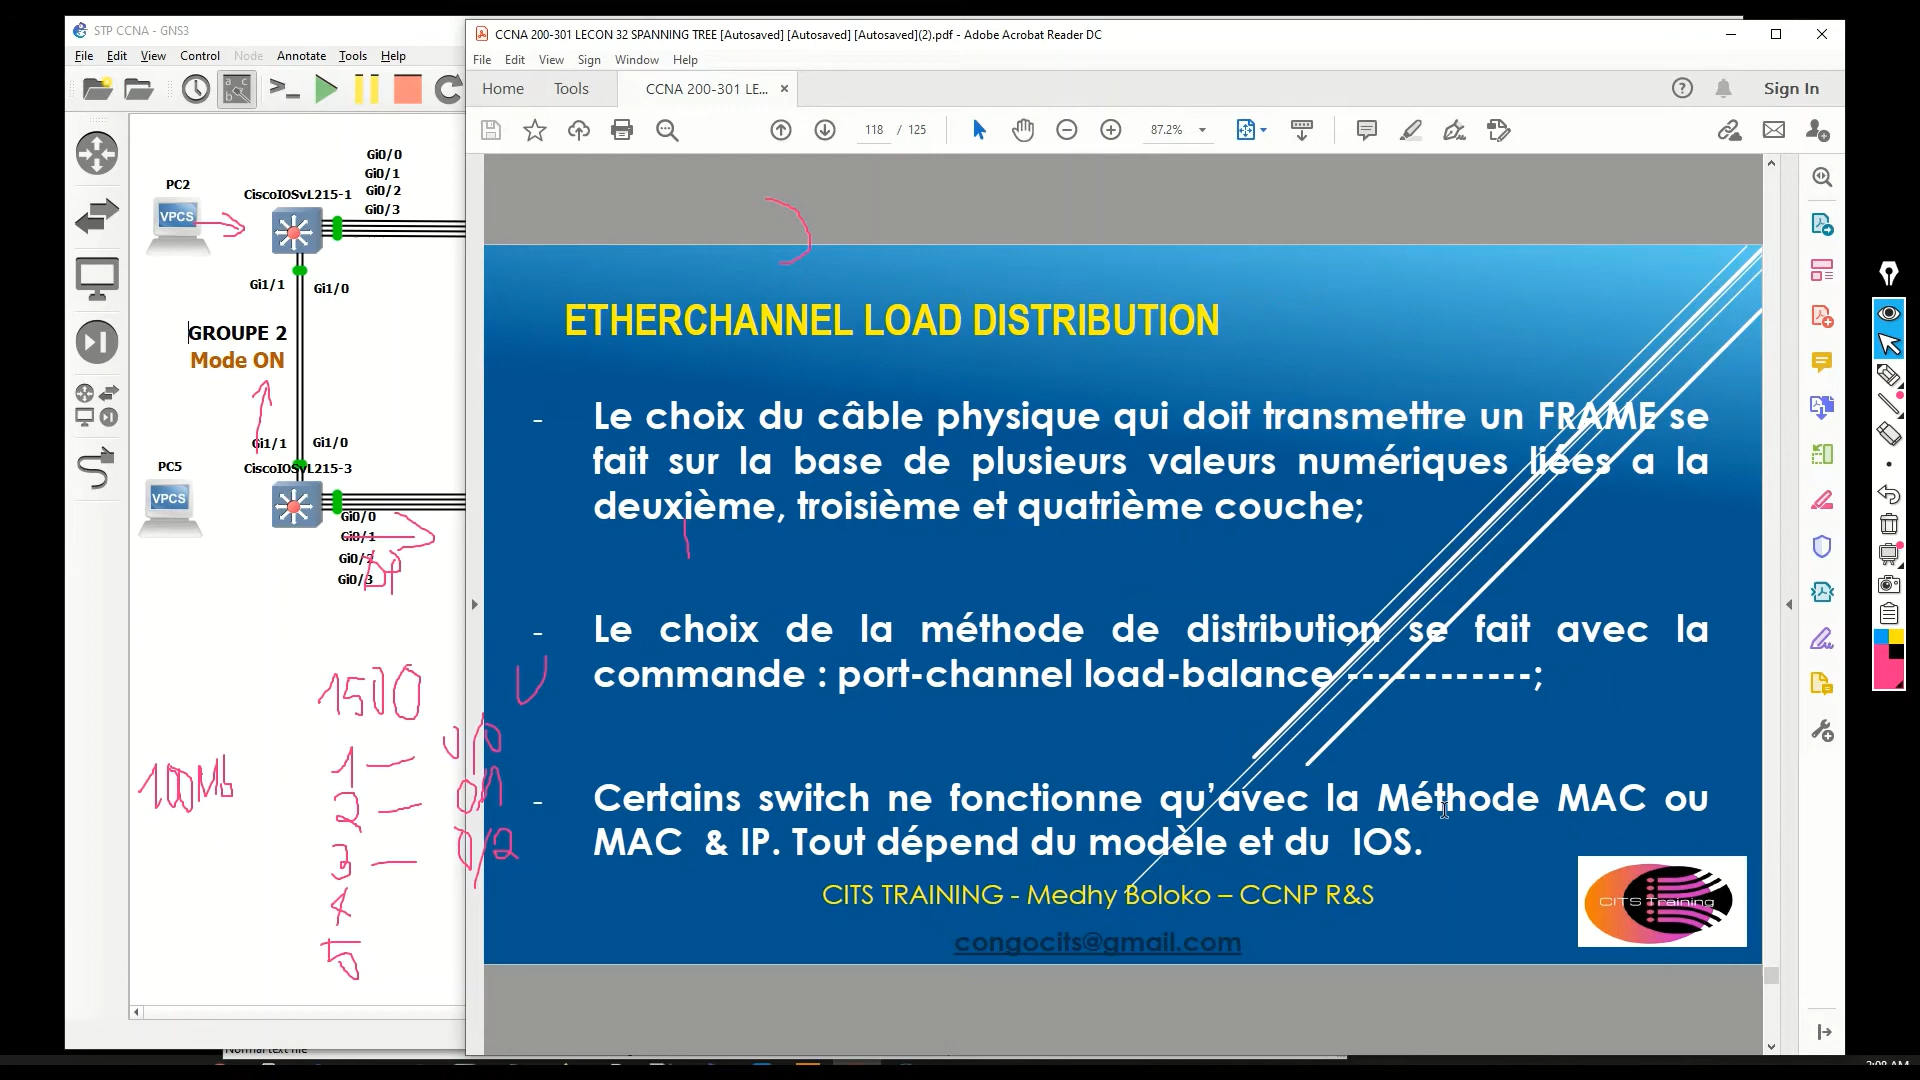 STP CCNA - GNS3
File Edit View Control Node Annotate Tools Help
PC2
VPCS
CiscoIOSvL215-1
Gi0/0
Gi0/1
Gi0/2
Gi0/3
Gi1/1
Gi1/0
GROUPE 2
Mode ON
Gi1/1
Gi1/0
PC5
VPCS
CiscoIOSvL215-3
Gi0/0
Gi0/1
Gi0/2
Gi0/3
1500
100Mb
1 — 0/0
2 —
3 — 0/2
4
5
Normal text file
CCNA 200-301 LECON 32 SPANNING TREE [Autosaved] [Autosaved] [Autosaved](2).pdf - Adobe Acrobat Reader DC
File Edit View Sign Window Help
Home Tools CCNA 200-301 LE... Sign In
118 / 125 87.2%
ETHERCHANNEL LOAD DISTRIBUTION
- Le choix du câble physique qui doit transmettre un FRAME se
fait sur la base de plusieurs valeurs numériques liées a la
deuxième, troisième et quatrième couche;
- Le choix de la méthode de distribution se fait avec la
commande : port-channel load-balance ------------;
- Certains switch ne fonctionne qu'avec la Méthode MAC ou
MAC & IP. Tout dépend du modèle et du IOS.
CITS TRAINING - Medhy Boloko – CCNP R&S
congocits@gmail.com
CITS Training